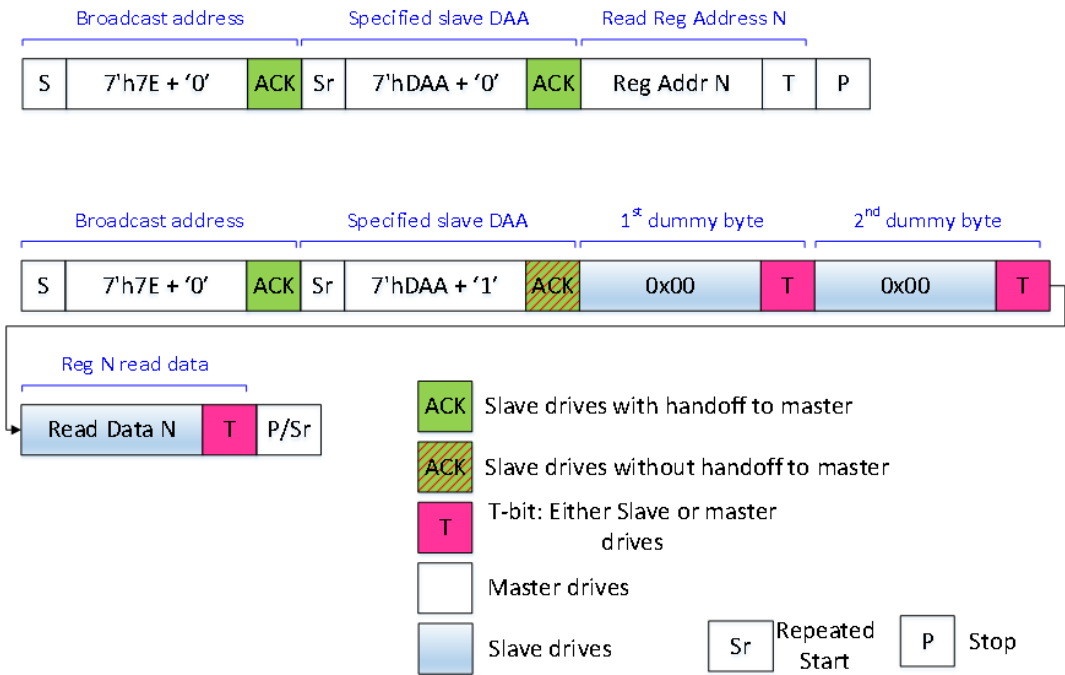 Broadcast address Specified slave DAA Read Reg Address N
S 7'h7E + ‘0’ ACK Sr 7'hDAA + ‘0’ ACK Reg Addr N T P
Broadcast address Specified slave DAA 1st dummy byte 2nd dummy byte
S 7'h7E + ‘0’ ACK Sr 7'hDAA + ‘1’ ACK 0x00 T 0x00 T
Reg N read data
Read Data N T P/Sr
ACK Slave drives with handoff to master
ACK Slave drives without handoff to master
T T-bit: Either Slave or master
drives
Master drives
Slave drives
Sr Repeated
Start
P Stop